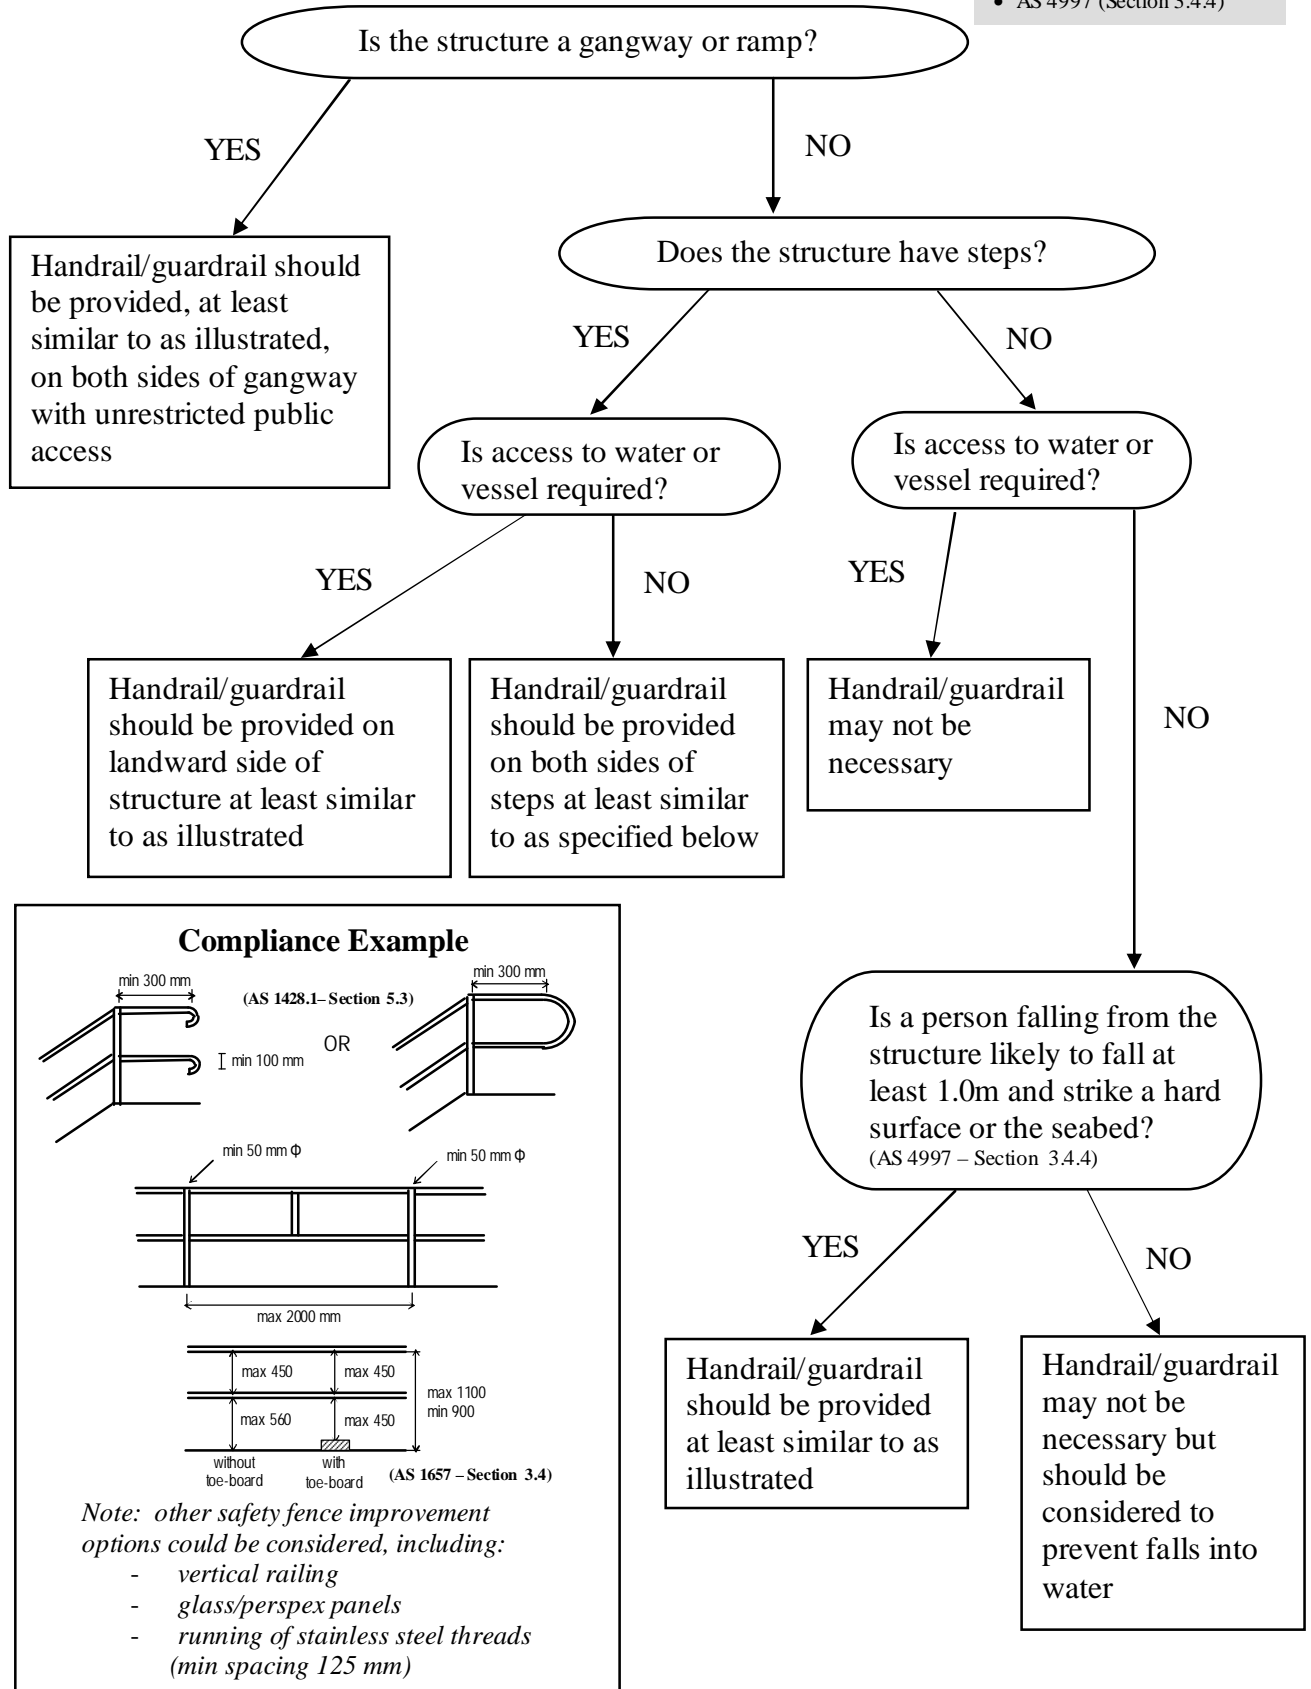 • AS 4997 (Section 3.4.4)
Is the structure a gangway or ramp?
YES
NO
Handrail/guardrail should
be provided, at least
similar to as illustrated,
on both sides of gangway
with unrestricted public
access
Does the structure have steps?
YES
NO
Is access to water or
vessel required?
Is access to water or
vessel required?
YES
NO
YES
NO
Handrail/guardrail
should be provided on
landward side of
structure at least similar
to as illustrated
Handrail/guardrail
should be provided
on both sides of
steps at least similar
to as specified below
Handrail/guardrail
may not be
necessary
Is a person falling from the
structure likely to fall at
least 1.0m and strike a hard
surface or the seabed?
(AS 4997 – Section 3.4.4)
YES
NO
Handrail/guardrail
should be provided
at least similar to as
illustrated
Handrail/guardrail
may not be
necessary but
should be
considered to
prevent falls into
water
Compliance Example
min 300 mm
(AS 1428.1– Section 5.3)
min 300 mm
OR
min 100 mm
min 50 mm Φ
min 50 mm Φ
max 2000 mm
max 450
max 450
max 1100
min 900
max 560
max 450
without
toe-board
with
toe-board
(AS 1657 – Section 3.4)
Note: other safety fence improvement
options could be considered, including:
- vertical railing
- glass/perspex panels
- running of stainless steel threads
(min spacing 125 mm)